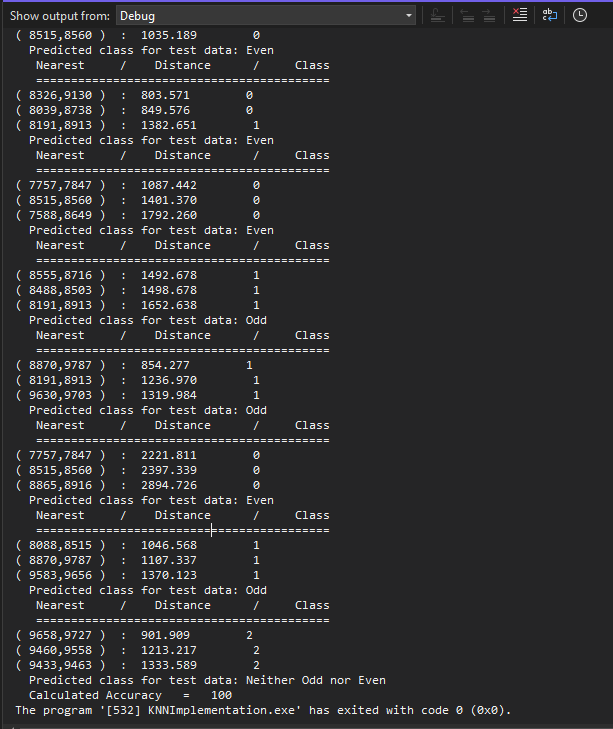 Show output from: Debug
( 8515,8560 )  :  1035.189        0
  Predicted class for test data: Even
   Nearest     /    Distance      /     Class
   ==========================================
( 8326,9130 )  :  803.571        0
( 8039,8738 )  :  849.576        0
( 8191,8913 )  :  1382.651        1
  Predicted class for test data: Even
   Nearest     /    Distance      /     Class
   ==========================================
( 7757,7847 )  :  1087.442        0
( 8515,8560 )  :  1401.370        0
( 7588,8649 )  :  1792.260        0
  Predicted class for test data: Even
   Nearest     /    Distance      /     Class
   ==========================================
( 8555,8716 )  :  1492.678        1
( 8488,8503 )  :  1498.678        1
( 8191,8913 )  :  1652.638        1
  Predicted class for test data: Odd
   Nearest     /    Distance      /     Class
   ==========================================
( 8870,9787 )  :  854.277        1
( 8191,8913 )  :  1236.970        1
( 9630,9703 )  :  1319.984        1
  Predicted class for test data: Odd
   Nearest     /    Distance      /     Class
   ==========================================
( 7757,7847 )  :  2221.811        0
( 8515,8560 )  :  2397.339        0
( 8865,8916 )  :  2894.726        0
  Predicted class for test data: Even
   Nearest     /    Distance      /     Class
   ==========================================
( 8088,8515 )  :  1046.568        1
( 8870,9787 )  :  1107.337        1
( 9583,9656 )  :  1370.123        1
  Predicted class for test data: Odd
   Nearest     /    Distance      /     Class
   ==========================================
( 9658,9727 )  :  901.909        2
( 9460,9558 )  :  1213.217        2
( 9433,9463 )  :  1333.589        2
  Predicted class for test data: Neither Odd nor Even
  Calculated Accuracy   =   100
The program '[532] KNNImplementation.exe' has exited with code 0 (0x0).